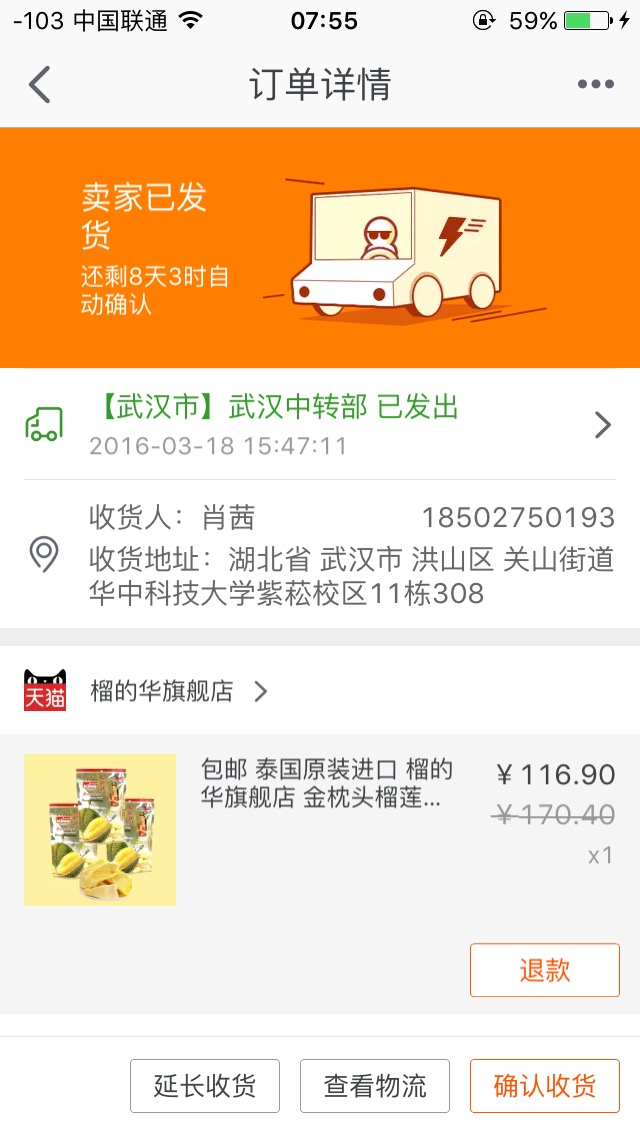 -103 中国联通 07:55 59%
订单详情
卖家已发
货
还剩8天3时自
动确认
【武汉市】武汉中转部 已发出
2016-03-18 15:47:11
收货人：肖茜 18502750193
收货地址：湖北省 武汉市 洪山区 关山街道
华中科技大学紫菘校区11栋308
天猫 榴的华旗舰店
包邮 泰国原装进口 榴的 ¥116.90
华旗舰店 金枕头榴莲... ¥170.40
x1
退款
延长收货 查看物流 确认收货